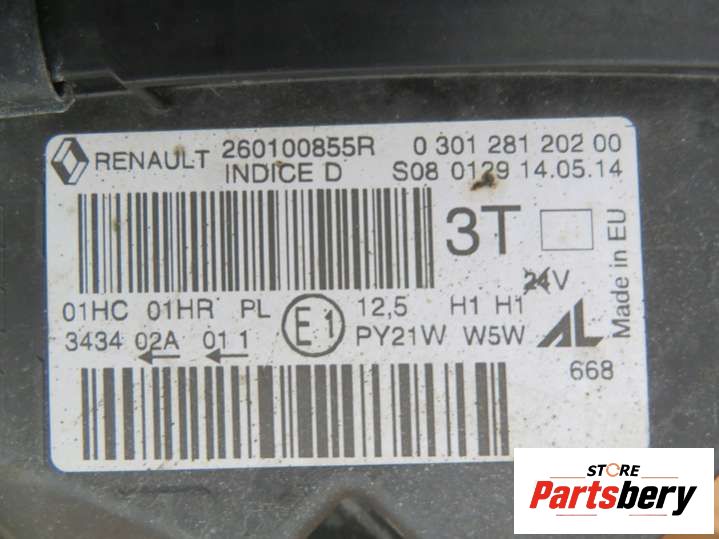 RENAULT 260100855R 0 301 281 202 00
INDICE D S08 0129 14.05.14
3T
24V
Made in EU
01HC 01HR PL E1 12,5 H1 H1
3434 02A 01 1 PY21W W5W AL
668
STORE
Partsbery